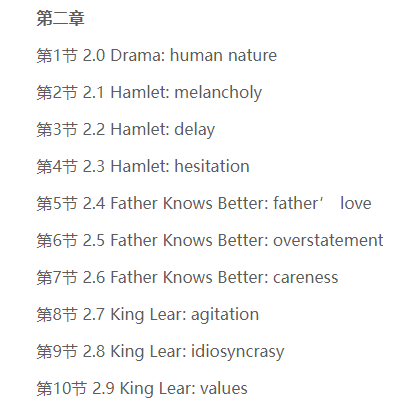 第二章
第1节 2.0 Drama: human nature
第2节 2.1 Hamlet: melancholy
第3节 2.2 Hamlet: delay
第4节 2.3 Hamlet: hesitation
第5节 2.4 Father Knows Better: father’ love
第6节 2.5 Father Knows Better: overstatement
第7节 2.6 Father Knows Better: careness
第8节 2.7 King Lear: agitation
第9节 2.8 King Lear: idiosyncrasy
第10节 2.9 King Lear: values